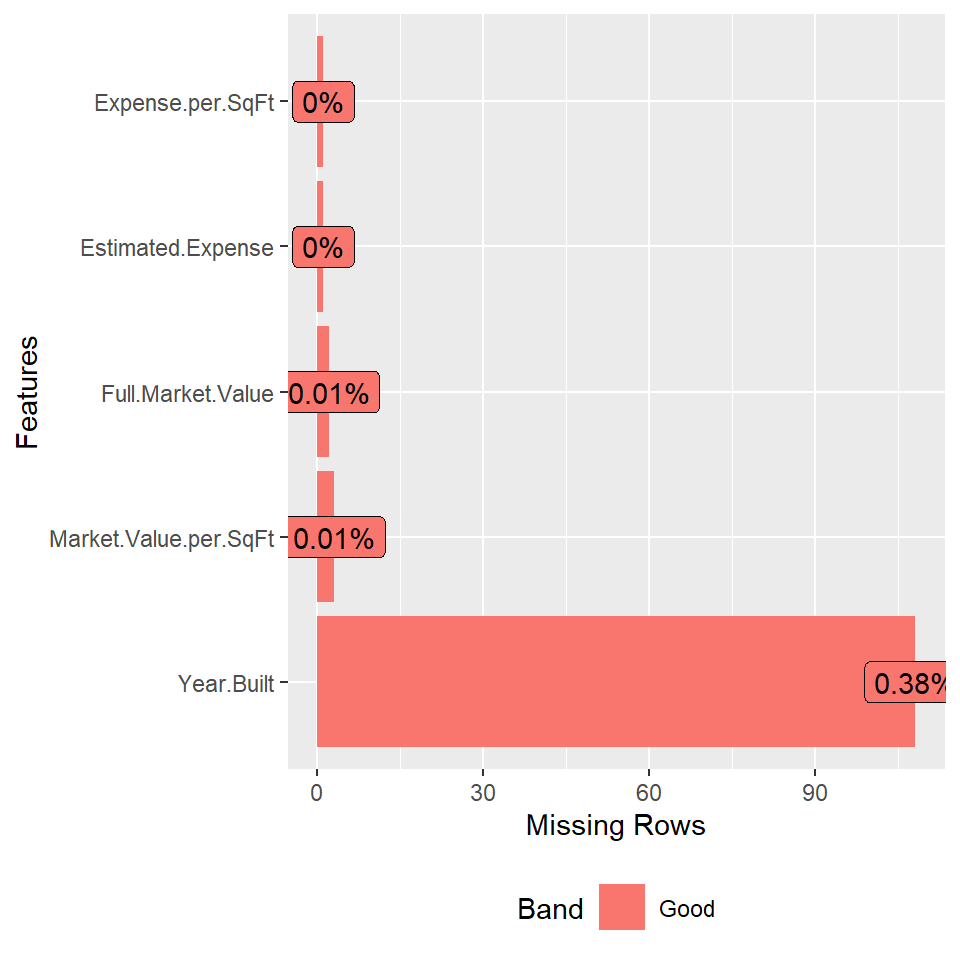 Features
Expense.per.SqFt
0%
Estimated.Expense
0%
Full.Market.Value
0.01%
Market.Value.per.SqFt
0.01%
Year.Built
0.38%
0 30 60 90
Missing Rows
Band Good